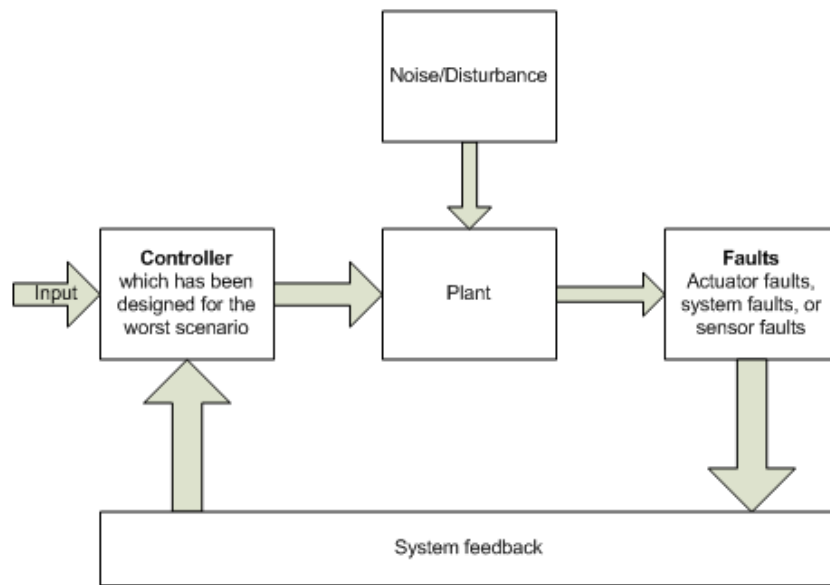 Noise/Disturbance
Input
Controller
which has been
designed for the
worst scenario
Plant
Faults
Actuator faults,
system faults, or
sensor faults
System feedback